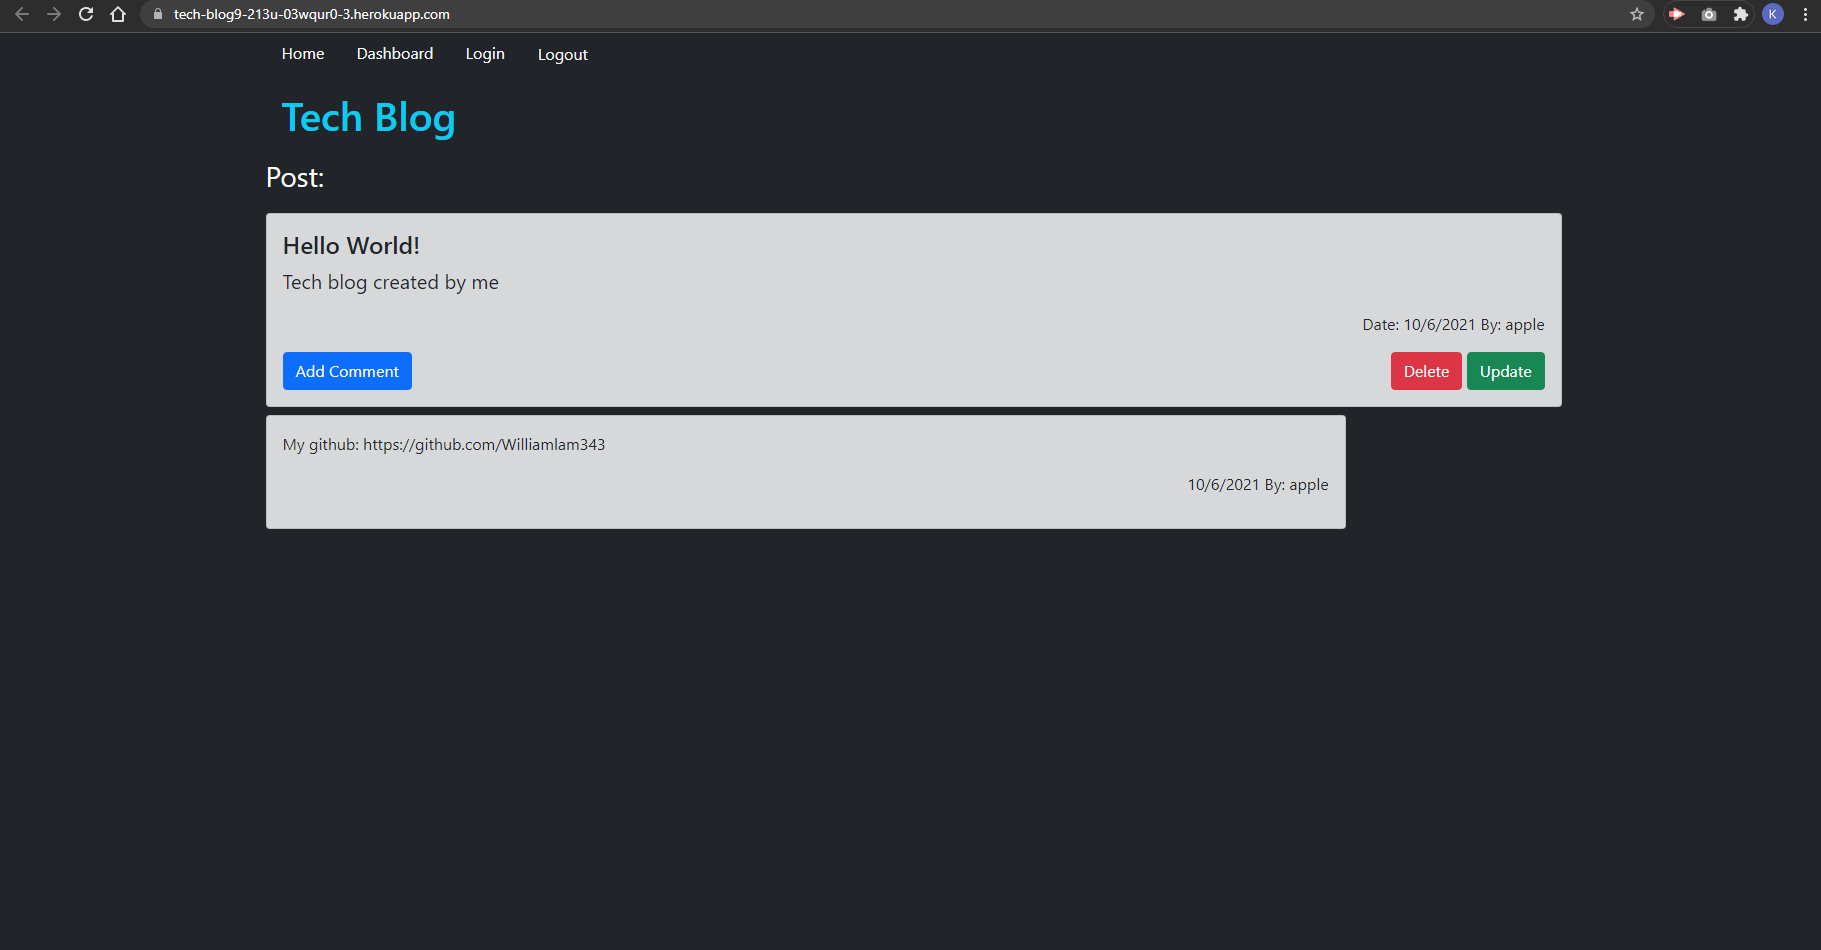 tech-blog9-213u-03wqur0-3.herokuapp.com
K
Home Dashboard Login Logout
Tech Blog
Post:
Hello World!
Tech blog created by me
Date: 10/6/2021 By: apple
Add Comment Delete Update
My github: https://github.com/Williamlam343
10/6/2021 By: apple